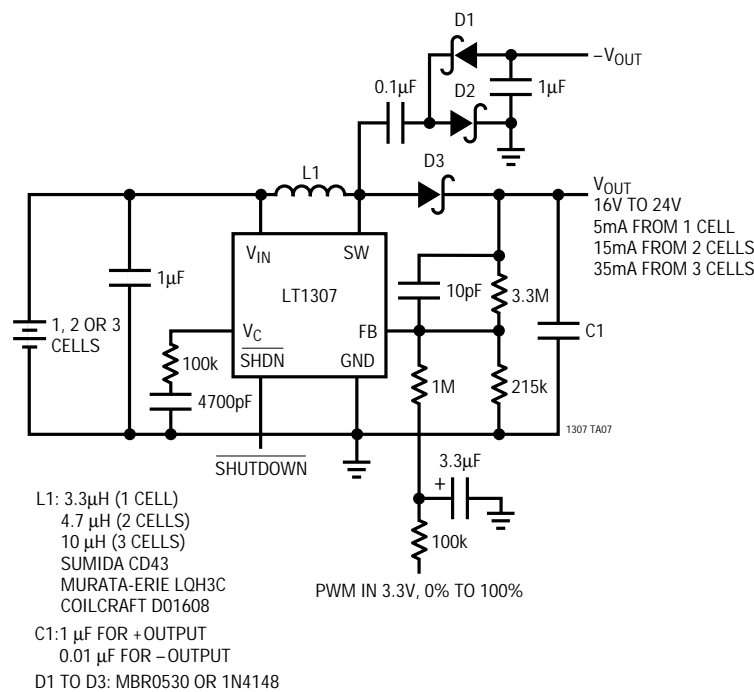 D1
–VOUT
D2
0.1µF
1µF
L1
D3
VOUT
16V TO 24V
5mA FROM 1 CELL
15mA FROM 2 CELLS
35mA FROM 3 CELLS
VIN
SW
1µF
LT1307
10pF
3.3M
1, 2 OR 3
CELLS
VC
FB
C1
100k
SHDN
GND
1M
215k
4700pF
1307 TA07
SHUTDOWN
3.3µF
+
100k
PWM IN 3.3V, 0% TO 100%
L1: 3.3µH (1 CELL)
4.7 µH (2 CELLS)
10 µH (3 CELLS)
SUMIDA CD43
MURATA-ERIE LQH3C
COILCRAFT D01608
C1:1 µF FOR +OUTPUT
0.01 µF FOR –OUTPUT
D1 TO D3: MBR0530 OR 1N4148